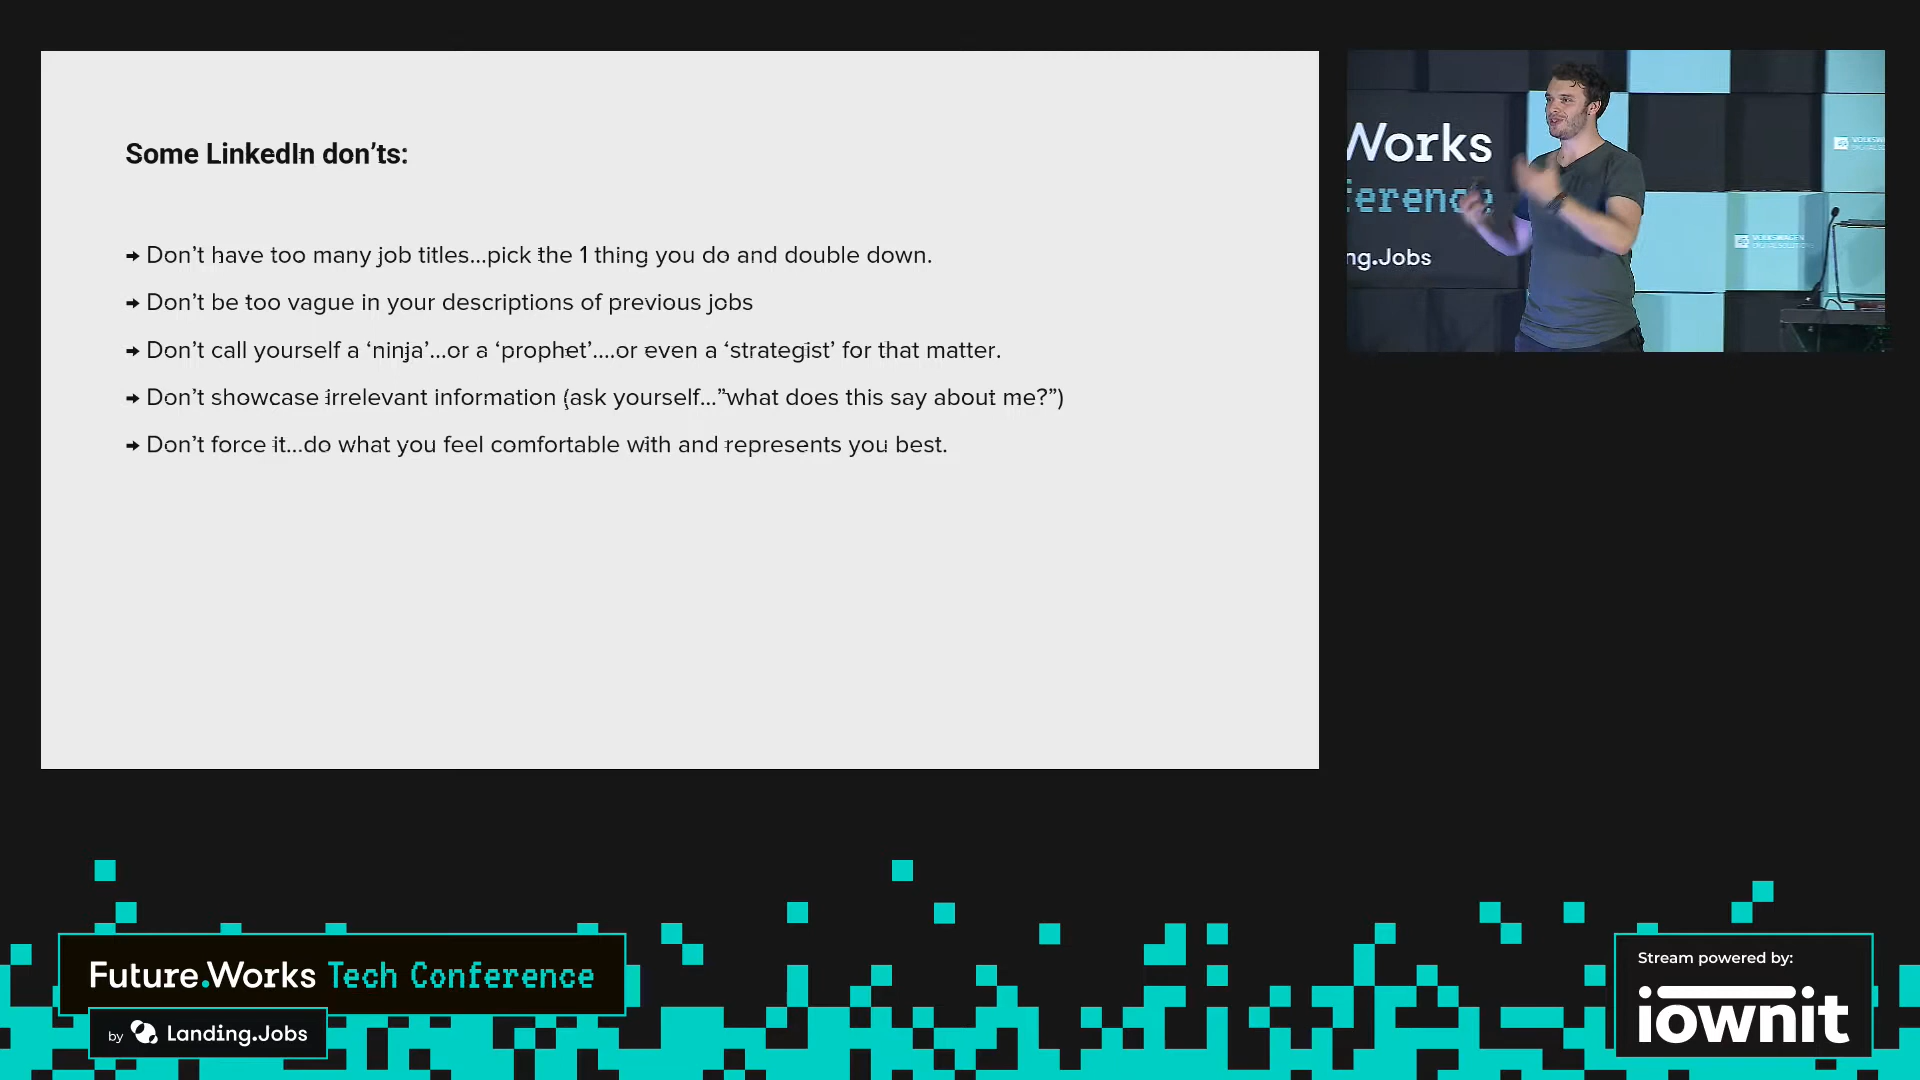 Some LinkedIn don’ts:
→ Don’t have too many job titles...pick the 1 thing you do and double down.
→ Don’t be too vague in your descriptions of previous jobs
→ Don’t call yourself a ‘ninja’...or a ‘prophet’....or even a ‘strategist’ for that matter.
→ Don’t showcase irrelevant information (ask yourself...”what does this say about me?”)
→ Don’t force it...do what you feel comfortable with and represents you best.
Works
ference
ng.Jobs
VOLKSWAGEN
Future.Works Tech Conference
by Landing.Jobs
Stream powered by:
iownit